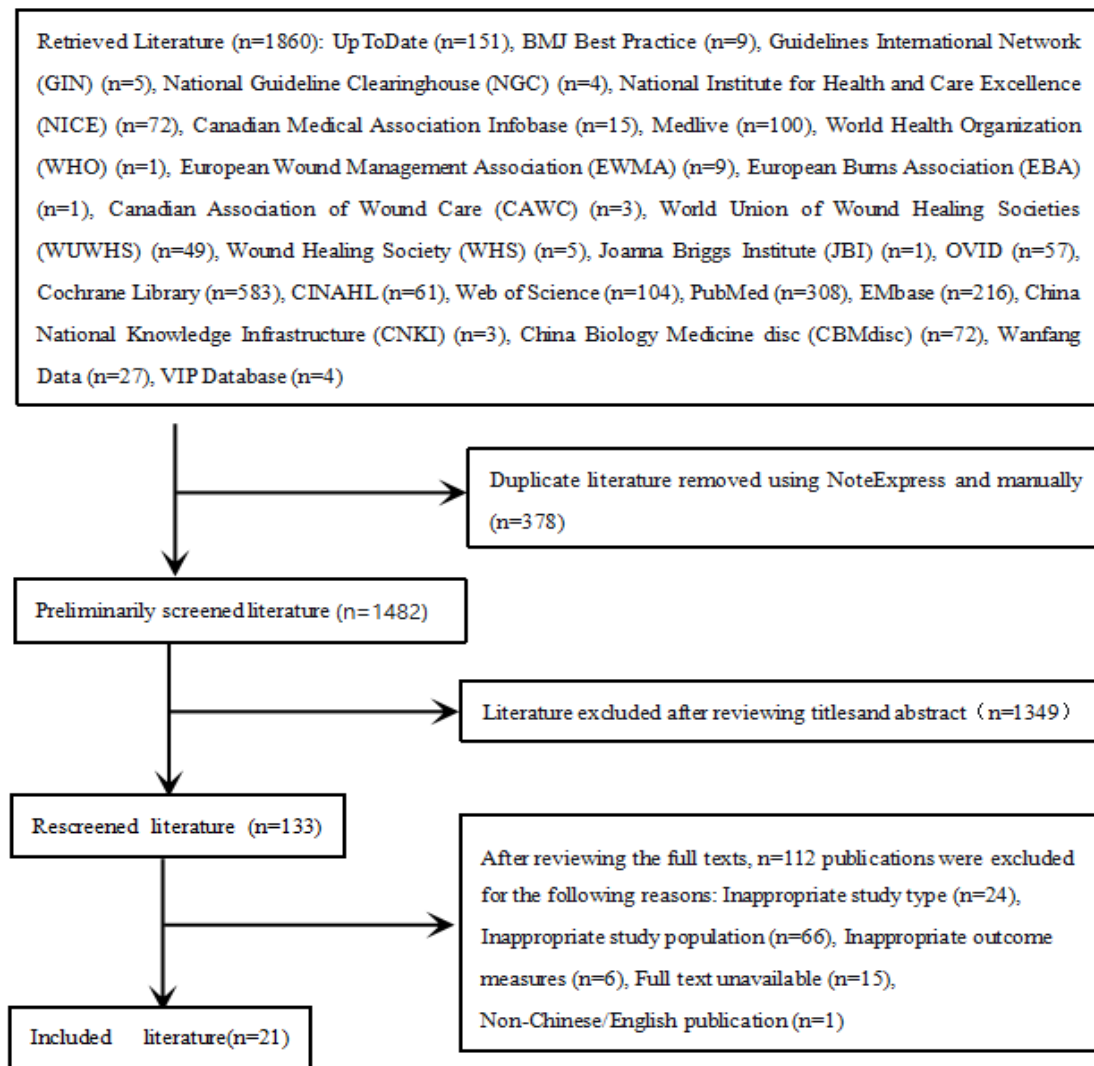 Retrieved Literature (n=1860): UpToDate (n=151), BMJ Best Practice (n=9), Guidelines International Network
(GIN) (n=5), National Guideline Clearinghouse (NGC) (n=4), National Institute for Health and Care Excellence
(NICE) (n=72), Canadian Medical Association Infobase (n=15), Medlive (n=100), World Health Organization
(WHO) (n=1), European Wound Management Association (EWMA) (n=9), European Burns Association (EBA)
(n=1), Canadian Association of Wound Care (CAWC) (n=3), World Union of Wound Healing Societies
(WUWHS) (n=49), Wound Healing Society (WHS) (n=5), Joanna Briggs Institute (JBI) (n=1), OVID (n=57),
Cochrane Library (n=583), CINAHL (n=61), Web of Science (n=104), PubMed (n=308), EMbase (n=216), China
National Knowledge Infrastructure (CNKI) (n=3), China Biology Medicine disc (CBMdisc) (n=72), Wanfang
Data (n=27), VIP Database (n=4)
Duplicate literature removed using NoteExpress and manually
(n=378)
Preliminarily screened literature (n=1482)
Literature excluded after reviewing titlesand abstract（n=1349）
Rescreened literature (n=133)
After reviewing the full texts, n=112 publications were excluded
for the following reasons: Inappropriate study type (n=24),
Inappropriate study population (n=66), Inappropriate outcome
measures (n=6), Full text unavailable (n=15),
Non-Chinese/English publication (n=1)
Included literature(n=21)